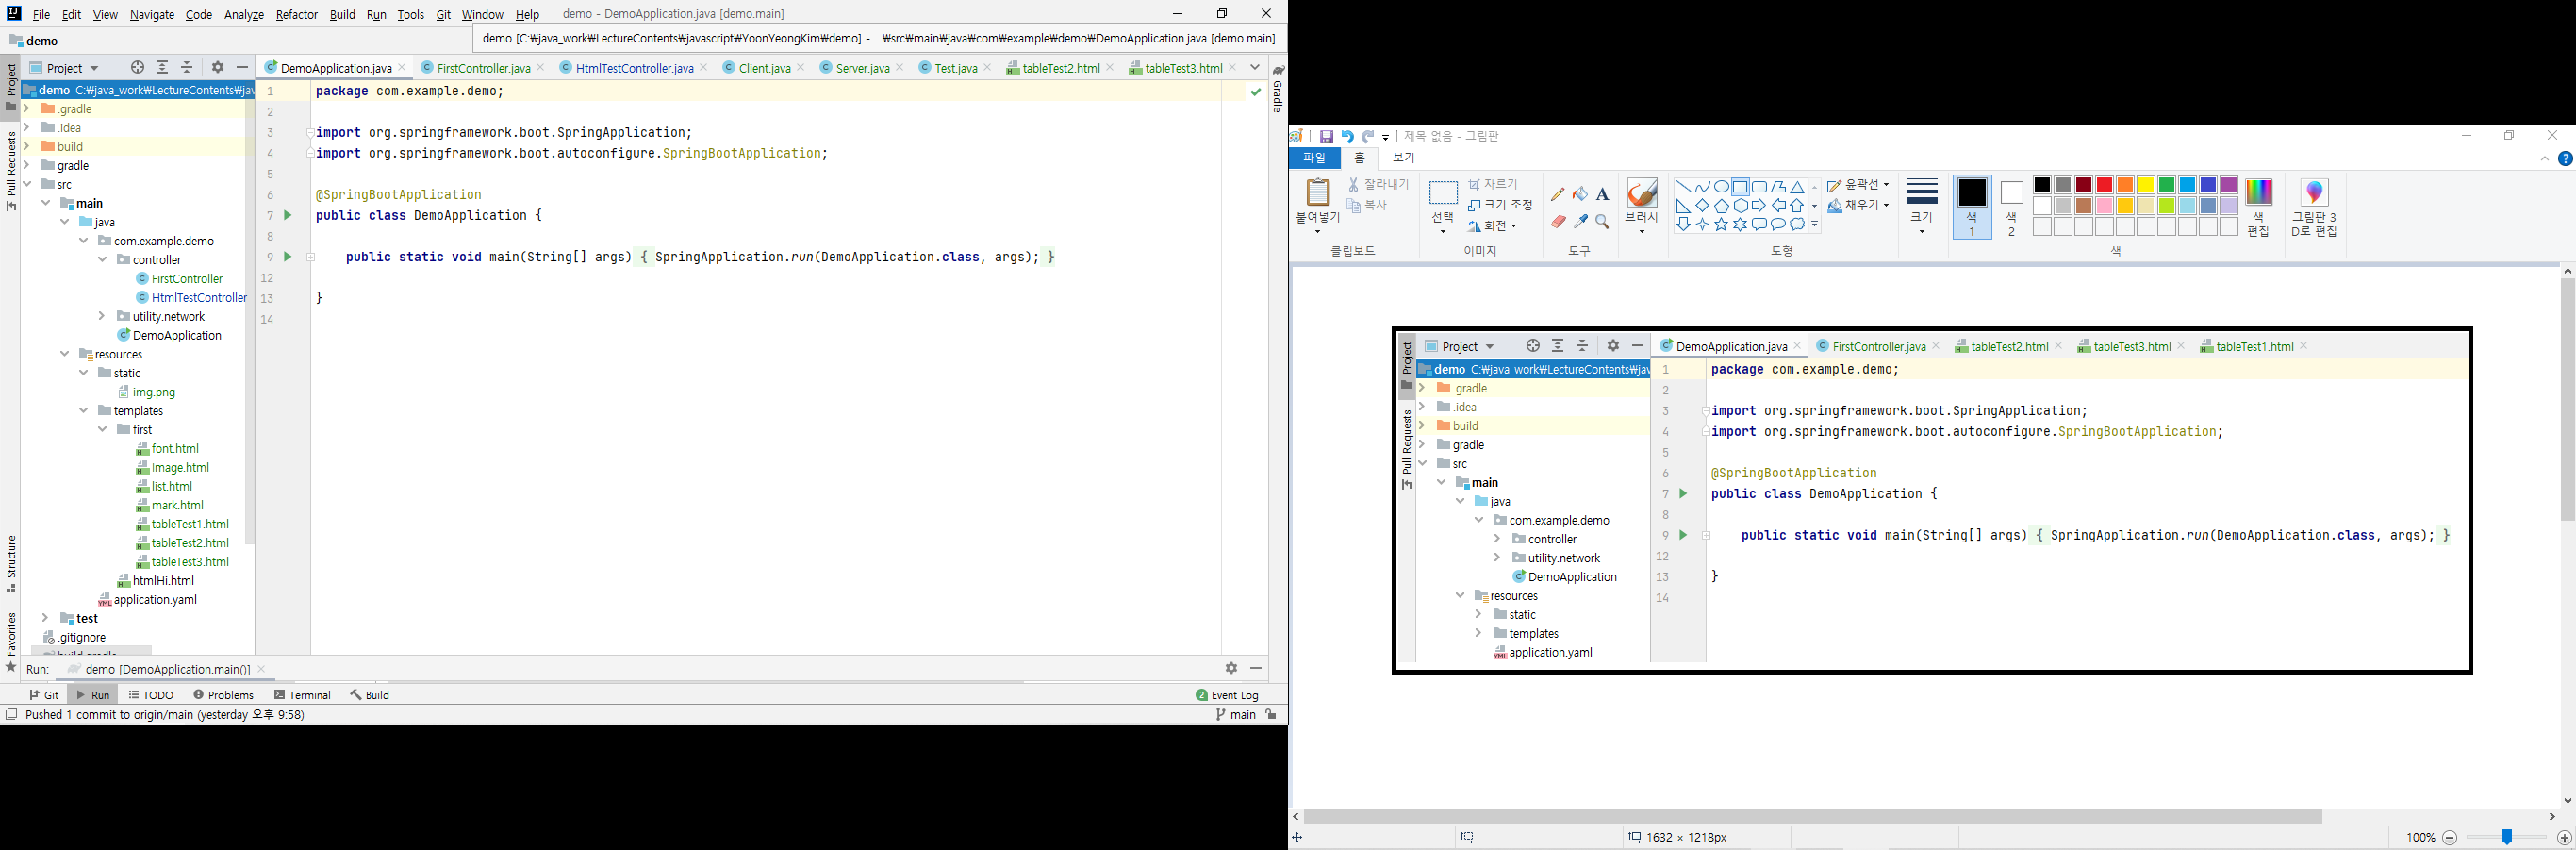 File Edit View Navigate Code Analyze Refactor Build Run Tools Git Window Help demo - DemoApplication.java [demo.main]
demo
demo [C:₩java_work₩LectureContents₩javascript₩YoonYeongKim₩demo] - ...₩src₩main₩java₩com₩example₩demo₩DemoApplication.java [demo.main]
Project
DemoApplication.java FirstController.java HtmlTestController.java Client.java Server.java Test.java tableTest2.html tableTest3.html
Project
Pull Requests
Structure
Favorites
Gradle
demo C:₩java_work₩LectureContents₩jav
.gradle
.idea
build
gradle
src
main
java
com.example.demo
controller
FirstController
HtmlTestController
utility.network
DemoApplication
resources
static
img.png
templates
first
font.html
Image.html
list.html
mark.html
tableTest1.html
tableTest2.html
tableTest3.html
htmlHi.html
application.yaml
test
.gitignore
build.gradle
1 package com.example.demo;
2
3 import org.springframework.boot.SpringApplication;
4 import org.springframework.boot.autoconfigure.SpringBootApplication;
5
6 @SpringBootApplication
7 public class DemoApplication {
8
9 public static void main(String[] args) { SpringApplication.run(DemoApplication.class, args); }
12
13 }
14
Run: demo [DemoApplication.main()]
Git Run TODO Problems Terminal Build 2 Event Log
Pushed 1 commit to origin/main (yesterday 오후 9:58) main
제목 없음 - 그림판
파일 홈 보기
붙여넣기
잘라내기
복사
클립보드
선택
자르기
크기 조정
회전
이미지
A
도구
브러시
윤곽선
채우기
도형
크기
색 1
색 2
색 편집
색
그림판 3D로 편집
Project
DemoApplication.java FirstController.java tableTest2.html tableTest3.html tableTest1.html
Project
Pull Requests
demo C:₩java_work₩LectureContents₩jav
.gradle
.idea
build
gradle
src
main
java
com.example.demo
controller
utility.network
DemoApplication
resources
static
templates
application.yaml
1 package com.example.demo;
2
3 import org.springframework.boot.SpringApplication;
4 import org.springframework.boot.autoconfigure.SpringBootApplication;
5
6 @SpringBootApplication
7 public class DemoApplication {
8
9 public static void main(String[] args) { SpringApplication.run(DemoApplication.class, args); }
12
13 }
14
1632 × 1218px
100%